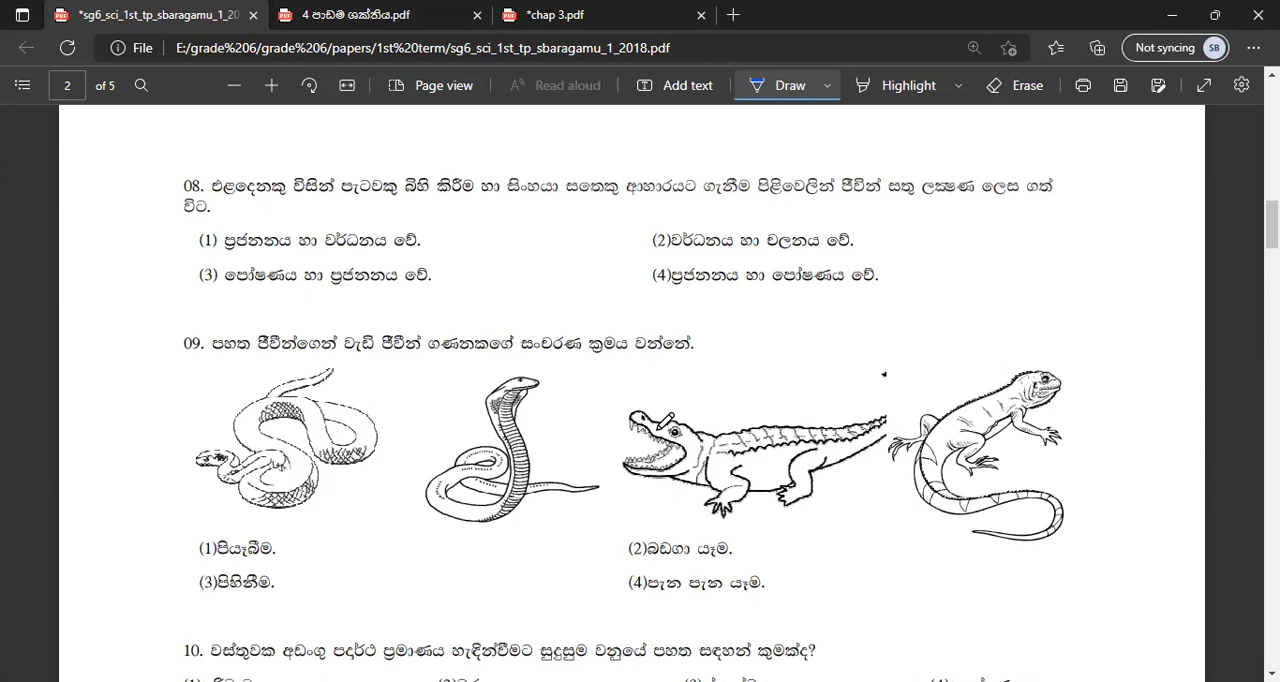 *sg6_sci_1st_tp_sbaragamu_1_20
4 පාඩම ශක්තිය.pdf
*chap 3.pdf
File
E:/grade%206/grade%206/papers/1st%20term/sg6_sci_1st_tp_sbaragamu_1_2018.pdf
Not syncing
SB
2
of 5
Page view
Read aloud
Add text
Draw
Highlight
Erase
08. එළදෙනකු විසින් පැටවකු බිහි කිරීම හා සිංහයා සතෙකු ආහාරයට ගැනීම පිළිවෙලින් ජීවින් සතු ලක්‍ෂණ ලෙස ගත්
විට.
(1) ප්‍රජනනය හා වර්ධනය වේ.
(2)වර්ධනය හා චලනය වේ.
(3) පෝෂණය හා ප්‍රජනනය වේ.
(4)ප්‍රජනනය හා පෝෂණය වේ.
09. පහත ජීවීන්ගෙන් වැඩි ජීවීන් ගණනකගේ සංචරණ ක්‍රමය වන්නේ.
(1)පියෑබීම.
(2)බඩගා යෑම.
(3)පිහිනීම.
(4)පැන පැන යෑම.
10. වස්තුවක අඩංගු පදාර්ථ ප්‍රමාණය හැඳින්වීමට සුදුසුම වනුයේ පහත සඳහන් කුමක්ද?